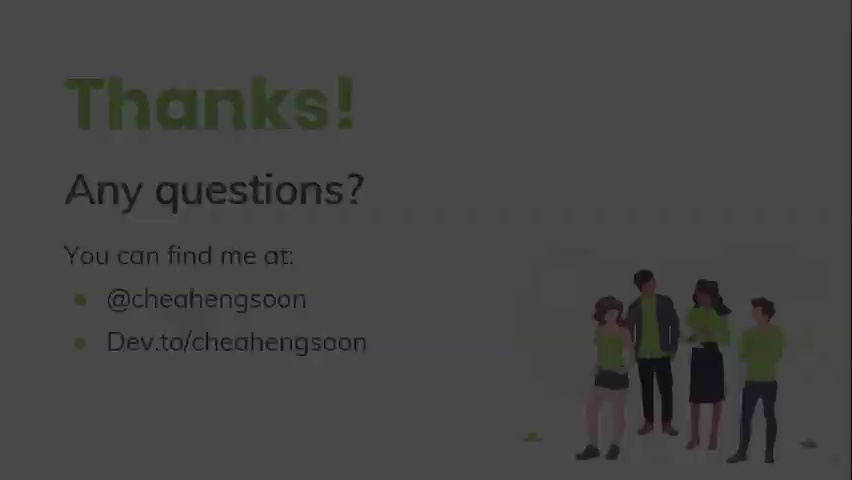 Thanks!
Any questions?
You can find me at:
@cheahengsoon
Dev.to/cheahengsoon